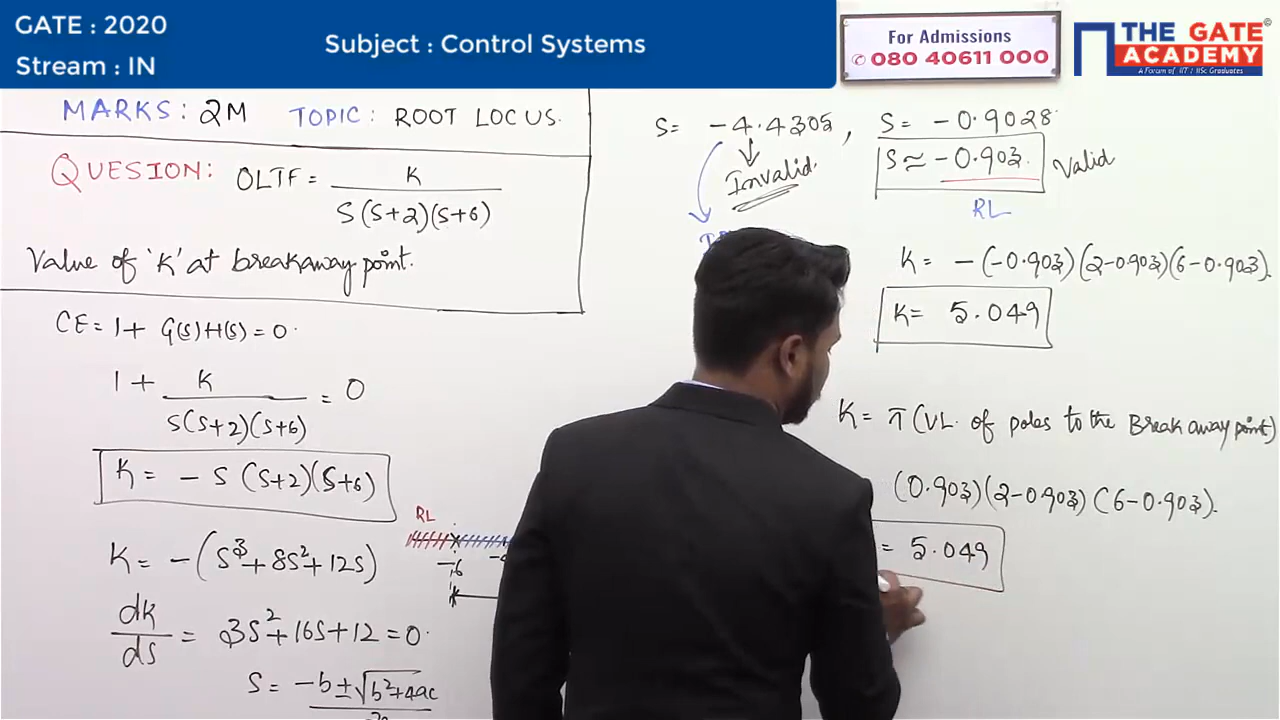 GATE : 2020
Stream : IN
Subject : Control Systems
For Admissions
080 40611 000
THE GATE ACADEMY
A Forum of IIT / IISc Graduates
MARKS: 2M TOPIC: ROOT LOCUS.
QUESION: OLTF = K / S(S+2)(S+6)
Value of 'K' at breakaway point.
CE = 1 + G(s)H(s) = 0.
1 + K / S(S+2)(S+6) = 0
K = - S (S+2)(S+6)
K = -(S³+8S²+12S)
dK/dS = 3S²+16S+12 = 0.
S = -b ± √b²+4ac
RL
-6
S = -4.4305 , S = -0.9028
Invalid.
S ≈ -0.903. Valid
RL
K = -(-0.903)(2-0.903)(6-0.903).
K = 5.049
K = π (VL. of poles to the Break away point)
(0.903)(2-0.903)(6-0.903).
= 5.049